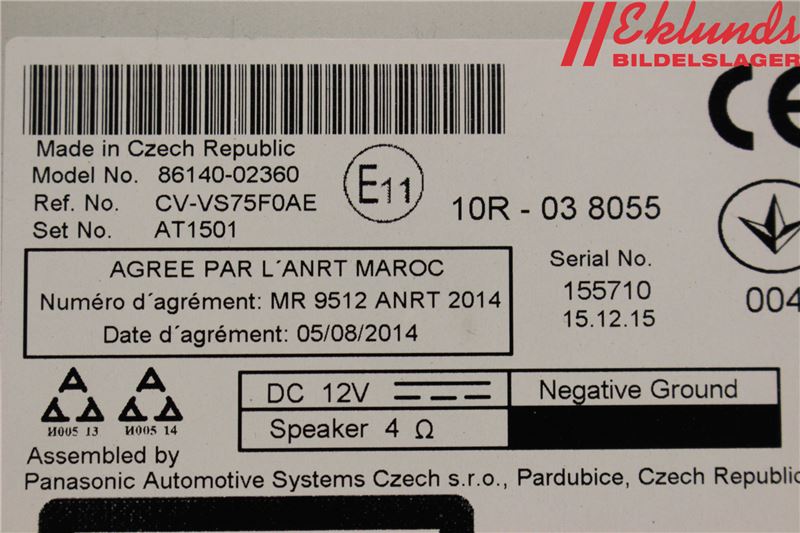 Eklunds
BILDELSLAGER
CE
Made in Czech Republic
Model No. 86140-02360
Ref. No. CV-VS75F0AE
Set No. AT1501
E11
10R - 03 8055
AGREE PAR L´ANRT MAROC
Numéro d´agrément: MR 9512 ANRT 2014
Date d´agrément: 05/08/2014
Serial No.
155710
15.12.15
004
И005 13 И005 14
DC 12V
Negative Ground
Speaker 4 Ω
Assembled by
Panasonic Automotive Systems Czech s.r.o., Pardubice, Czech Republic